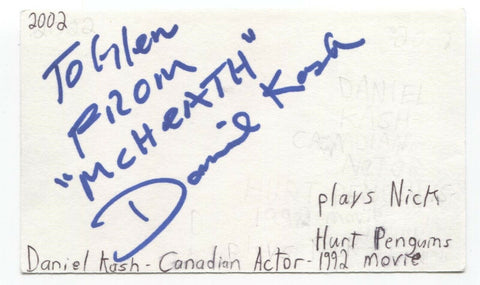 2002
To Glen
FROM
"MCHEATH"
Daniel Kash
plays Nick
Hurt Penguins
Daniel Kash - Canadian Actor - 1992 movie